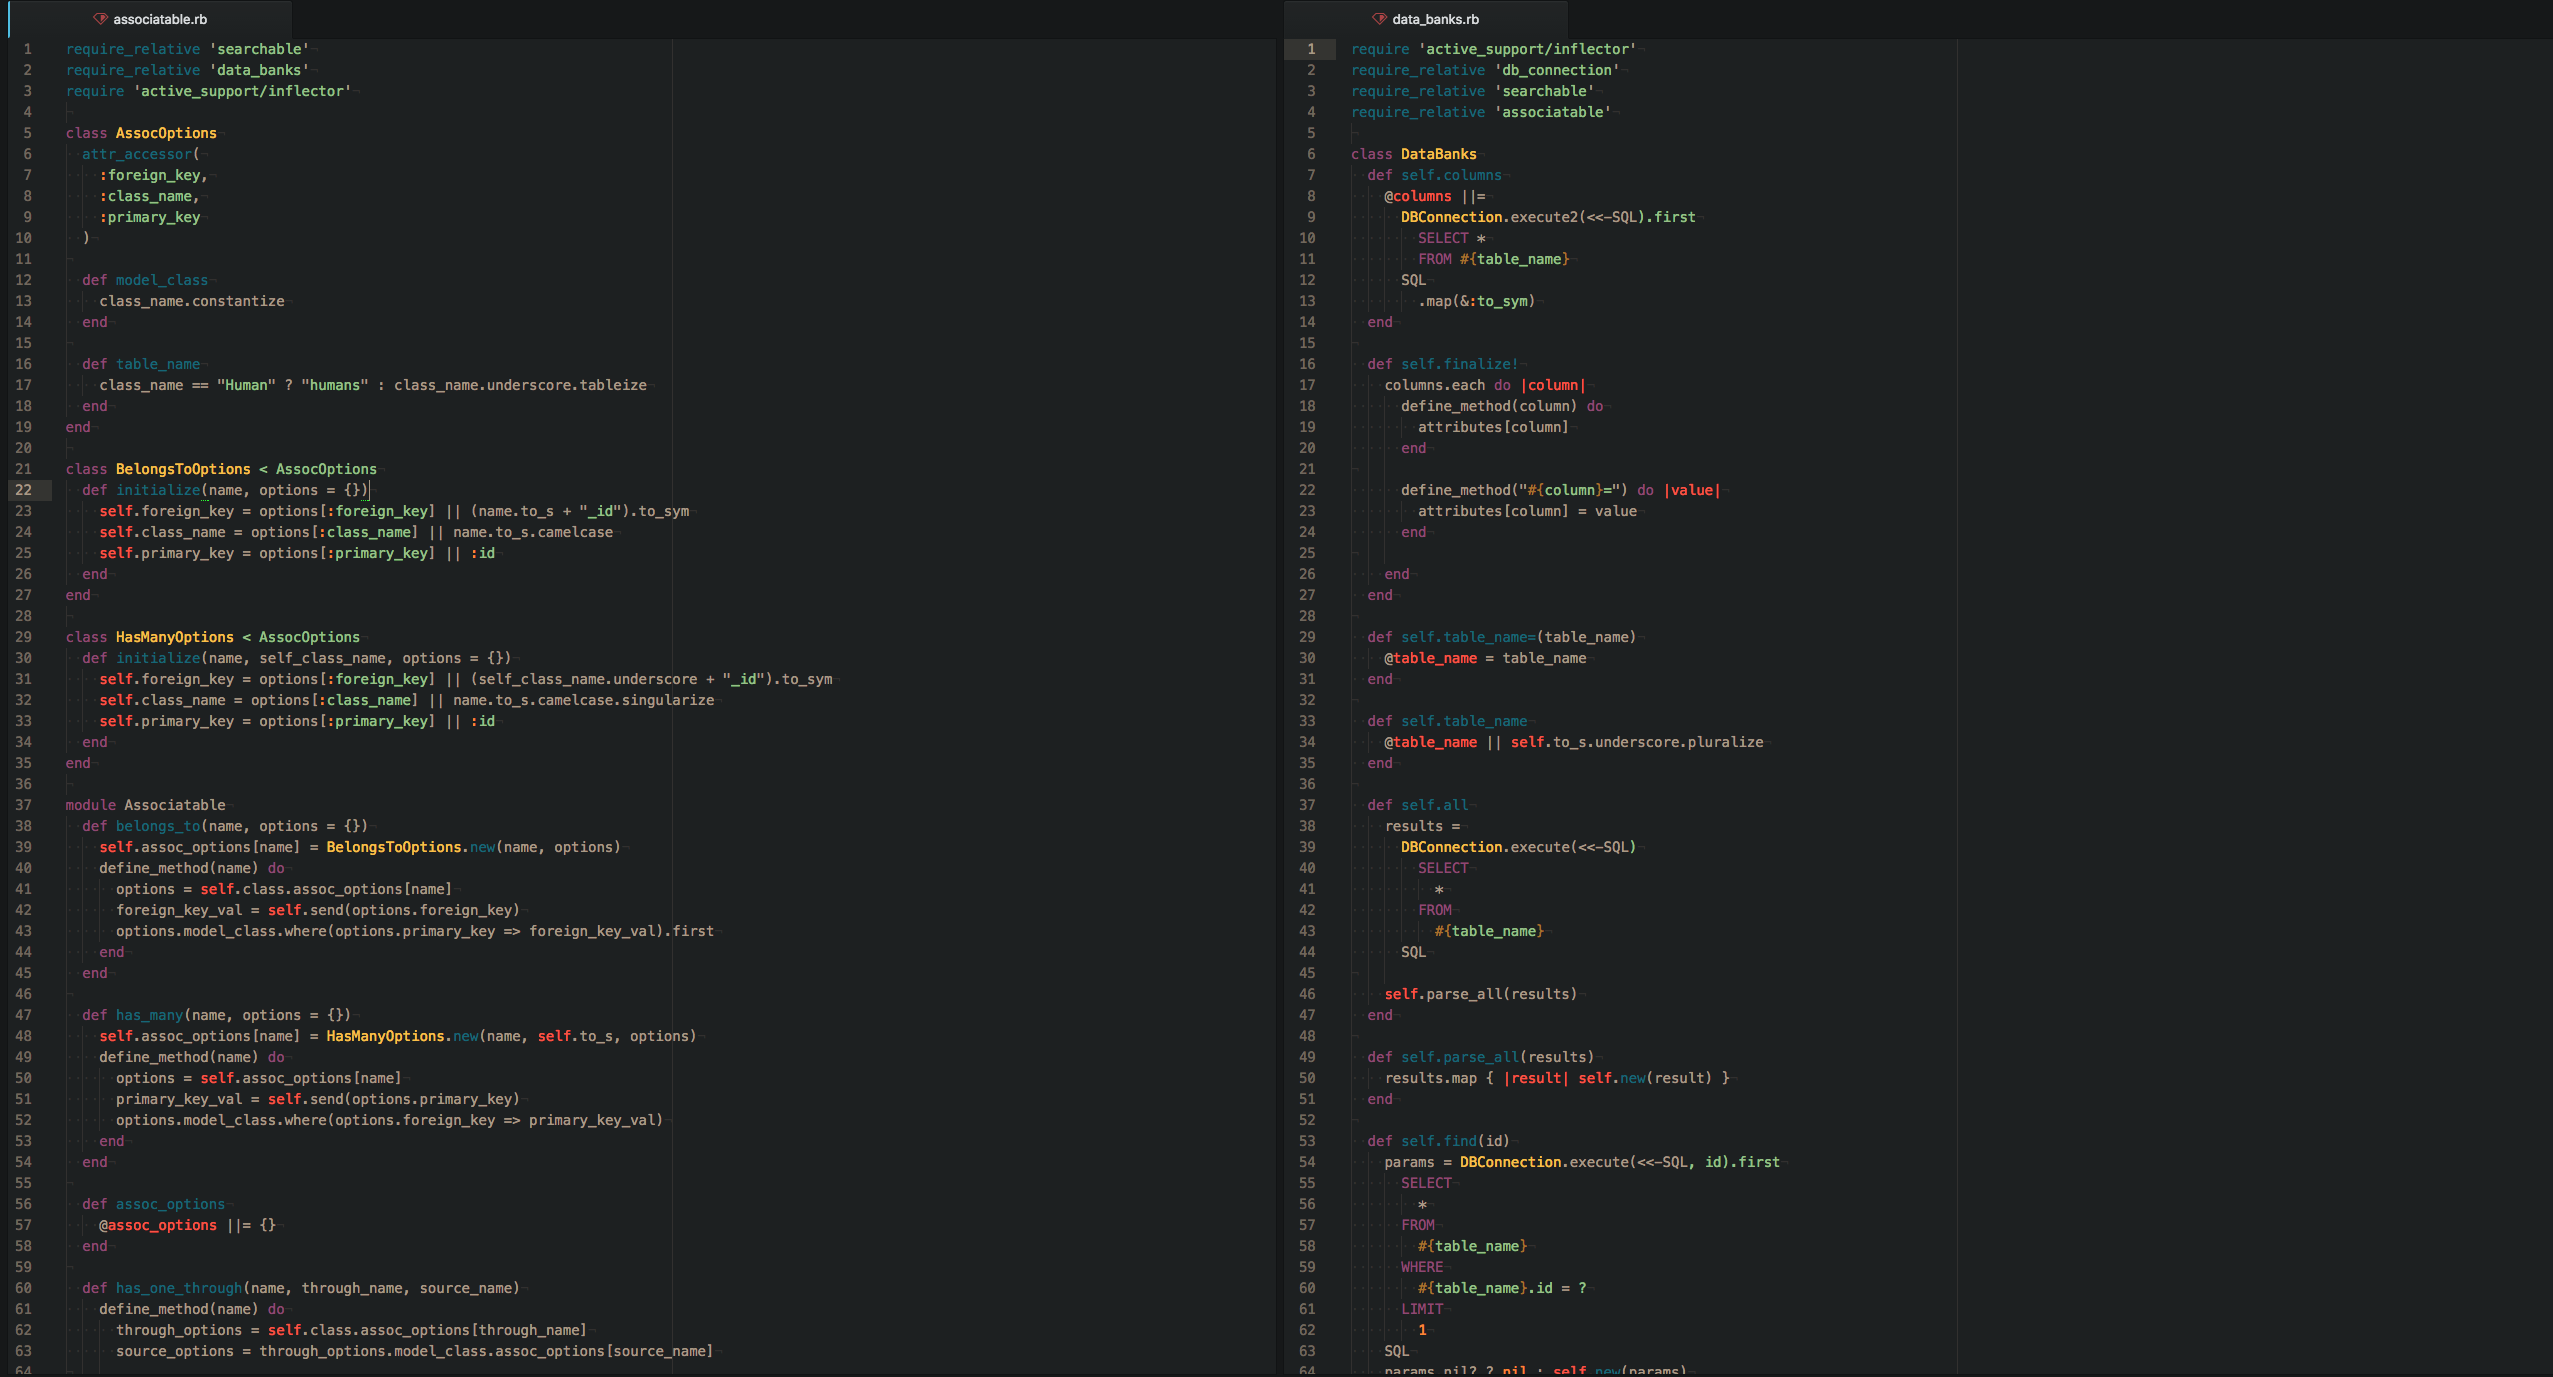 associatable.rb
1 require_relative 'searchable'
2 require_relative 'data_banks'
3 require 'active_support/inflector'
4
5 class AssocOptions
6   attr_accessor(
7     :foreign_key,
8     :class_name,
9     :primary_key
10   )
11
12   def model_class
13     class_name.constantize
14   end
15
16   def table_name
17     class_name == "Human" ? "humans" : class_name.underscore.tableize
18   end
19 end
20
21 class BelongsToOptions < AssocOptions
22   def initialize(name, options = {})
23     self.foreign_key = options[:foreign_key] || (name.to_s + "_id").to_sym
24     self.class_name = options[:class_name] || name.to_s.camelcase
25     self.primary_key = options[:primary_key] || :id
26   end
27 end
28
29 class HasManyOptions < AssocOptions
30   def initialize(name, self_class_name, options = {})
31     self.foreign_key = options[:foreign_key] || (self_class_name.underscore + "_id").to_sym
32     self.class_name = options[:class_name] || name.to_s.camelcase.singularize
33     self.primary_key = options[:primary_key] || :id
34   end
35 end
36
37 module Associatable
38   def belongs_to(name, options = {})
39     self.assoc_options[name] = BelongsToOptions.new(name, options)
40     define_method(name) do
41       options = self.class.assoc_options[name]
42       foreign_key_val = self.send(options.foreign_key)
43       options.model_class.where(options.primary_key => foreign_key_val).first
44     end
45   end
46
47   def has_many(name, options = {})
48     self.assoc_options[name] = HasManyOptions.new(name, self.to_s, options)
49     define_method(name) do
50       options = self.assoc_options[name]
51       primary_key_val = self.send(options.primary_key)
52       options.model_class.where(options.foreign_key => primary_key_val)
53     end
54   end
55
56   def assoc_options
57     @assoc_options ||= {}
58   end
59
60   def has_one_through(name, through_name, source_name)
61     define_method(name) do
62       through_options = self.class.assoc_options[through_name]
63       source_options = through_options.model_class.assoc_options[source_name]
64
data_banks.rb
1 require 'active_support/inflector'
2 require_relative 'db_connection'
3 require_relative 'searchable'
4 require_relative 'associatable'
5
6 class DataBanks
7   def self.columns
8     @columns ||=
9       DBConnection.execute2(<<-SQL).first
10         SELECT *
11         FROM #{table_name}
12       SQL
13         .map(&:to_sym)
14   end
15
16   def self.finalize!
17     columns.each do |column|
18       define_method(column) do
19         attributes[column]
20       end
21
22       define_method("#{column}=") do |value|
23         attributes[column] = value
24       end
25
26     end
27   end
28
29   def self.table_name=(table_name)
30     @table_name = table_name
31   end
32
33   def self.table_name
34     @table_name || self.to_s.underscore.pluralize
35   end
36
37   def self.all
38     results =
39       DBConnection.execute(<<-SQL)
40         SELECT
41           *
42         FROM
43           #{table_name}
44       SQL
45
46     self.parse_all(results)
47   end
48
49   def self.parse_all(results)
50     results.map { |result| self.new(result) }
51   end
52
53   def self.find(id)
54     params = DBConnection.execute(<<-SQL, id).first
55       SELECT
56         *
57       FROM
58         #{table_name}
59       WHERE
60         #{table_name}.id = ?
61       LIMIT
62         1
63     SQL
64     params.nil? ? nil : self.new(params)